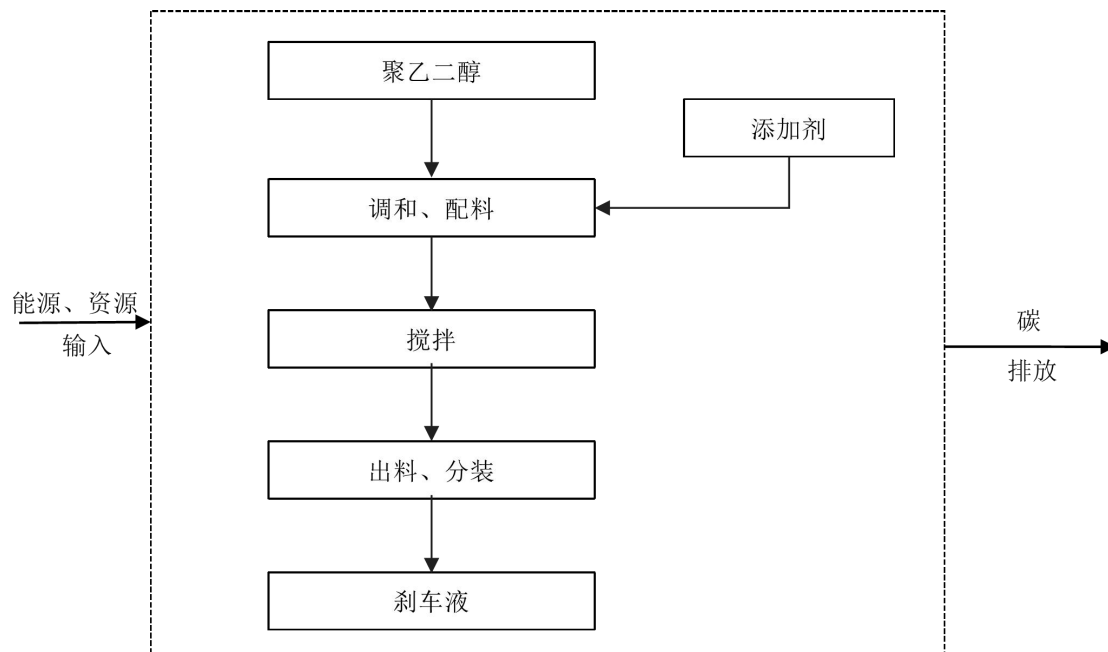 聚乙二醇
添加剂
调和、配料
能源、资源
输入
搅拌
碳
排放
出料、分装
刹车液